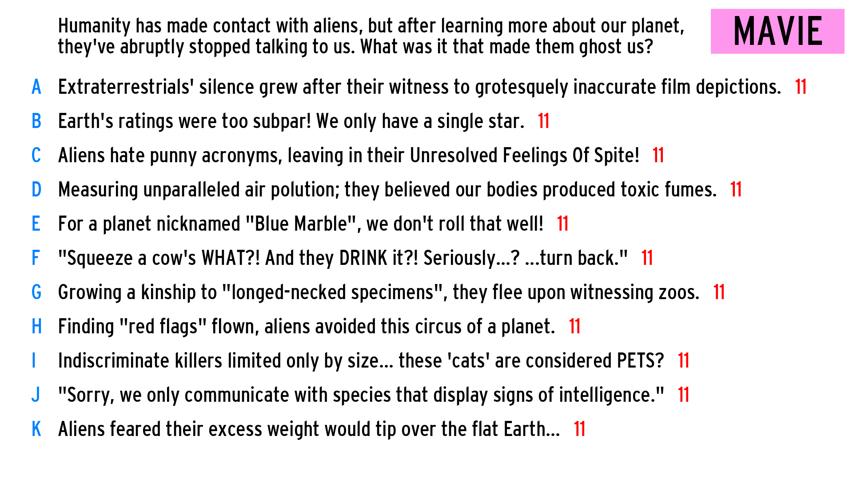 Humanity has made contact with aliens, but after learning more about our planet,
they've abruptly stopped talking to us. What was it that made them ghost us?
MAVIE
A Extraterrestrials' silence grew after their witness to grotesquely inaccurate film depictions. 11
B Earth's ratings were too subpar! We only have a single star. 11
C Aliens hate punny acronyms, leaving in their Unresolved Feelings Of Spite! 11
D Measuring unparalleled air polution; they believed our bodies produced toxic fumes. 11
E For a planet nicknamed "Blue Marble", we don't roll that well! 11
F "Squeeze a cow's WHAT?! And they DRINK it?! Seriously...? ...turn back." 11
G Growing a kinship to "longed-necked specimens", they flee upon witnessing zoos. 11
H Finding "red flags" flown, aliens avoided this circus of a planet. 11
I Indiscriminate killers limited only by size... these 'cats' are considered PETS? 11
J "Sorry, we only communicate with species that display signs of intelligence." 11
K Aliens feared their excess weight would tip over the flat Earth... 11